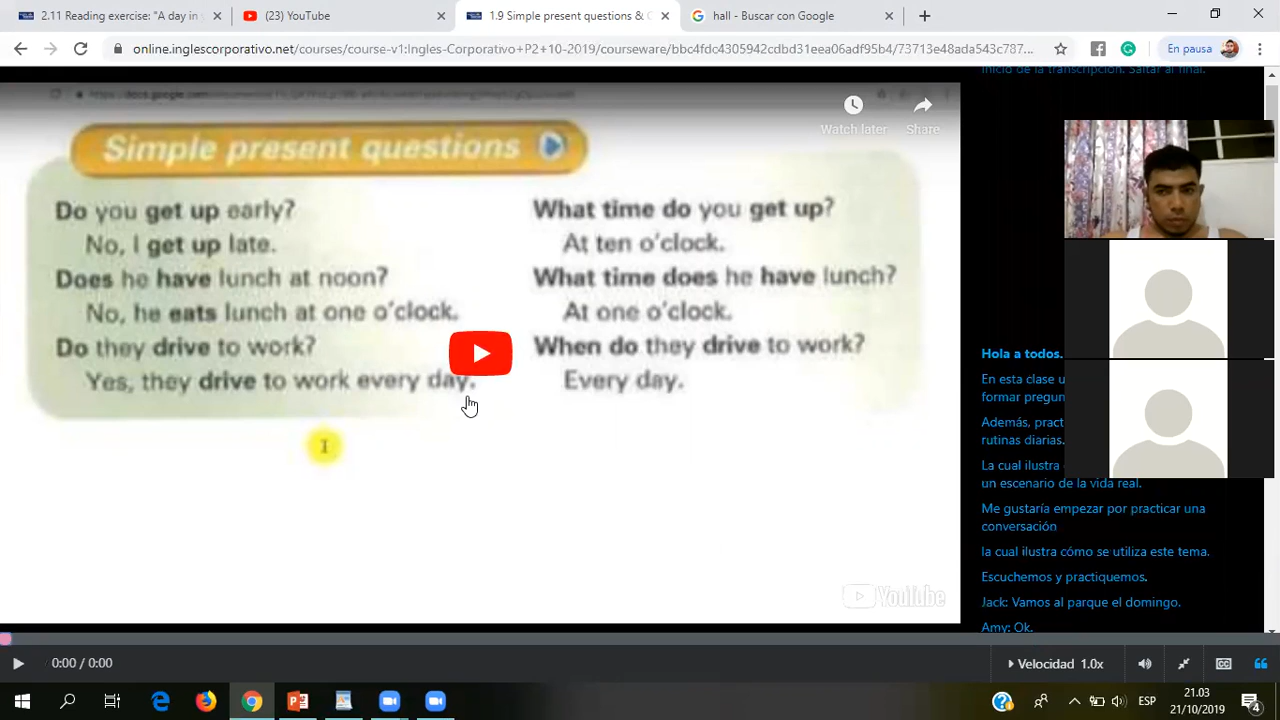 2.11 Reading exercise: "A day in
(23) YouTube
1.9 Simple present questions &
hall - Buscar con Google
online.inglescorporativo.net/courses/course-v1:Ingles-Corporativo+P2+10-2019/courseware/bbc4fdc4305942cdbd31eea06adf95b4/73713e48ada543c787...
En pausa
Inicio de la transcripción. Saltar al final.
Watch later
Share
Simple present questions
Do you get up early?
No, I get up late.
Does he have lunch at noon?
No, he eats lunch at one o'clock.
Do they drive to work?
Yes, they drive to work every day.
What time do you get up?
At ten o'clock.
What time does he have lunch?
At one o'clock.
When do they drive to work?
Every day.
YouTube
Hola a todos.
En esta clase
formar
Además,
rutinas diarias.
La cual ilustra
un escenario de la vida real.
Me gustaría empezar por practicar una
conversación
la cual ilustra cómo se utiliza este tema.
Escuchemos y practiquemos.
Jack: Vamos al parque el domingo.
Amy: Ok.
0:00 / 0:00
Velocidad 1.0x
ESP
21.03
21/10/2019
4